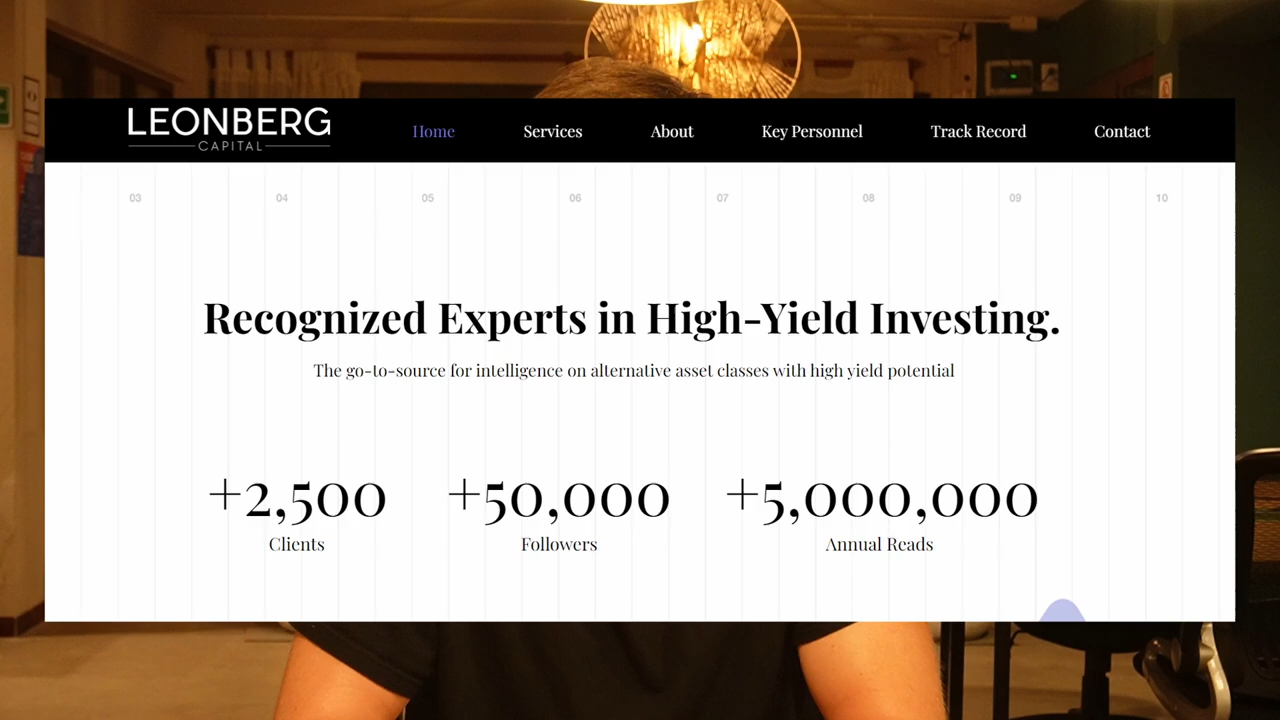 LEONBERG
CAPITAL
Home Services About Key Personnel Track Record Contact
03 04 05 06 07 08 09 10
Recognized Experts in High-Yield Investing.
The go-to-source for intelligence on alternative asset classes with high yield potential
+2,500 +50,000 +5,000,000
Clients Followers Annual Reads